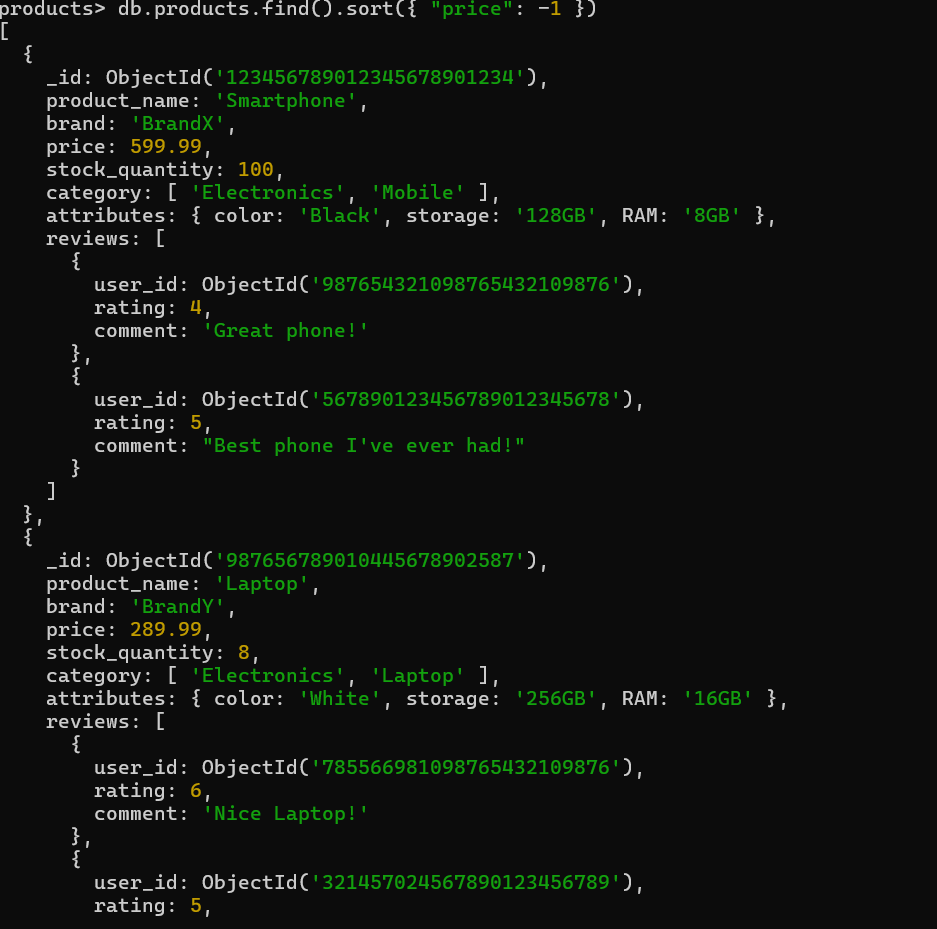 products> db.products.find().sort({ "price": -1 })
[
  {
    _id: ObjectId('123456789012345678901234'),
    product_name: 'Smartphone',
    brand: 'BrandX',
    price: 599.99,
    stock_quantity: 100,
    category: [ 'Electronics', 'Mobile' ],
    attributes: { color: 'Black', storage: '128GB', RAM: '8GB' },
    reviews: [
      {
        user_id: ObjectId('987654321098765432109876'),
        rating: 4,
        comment: 'Great phone!'
      },
      {
        user_id: ObjectId('567890123456789012345678'),
        rating: 5,
        comment: "Best phone I've ever had!"
      }
    ]
  },
  {
    _id: ObjectId('987656789010445678902587'),
    product_name: 'Laptop',
    brand: 'BrandY',
    price: 289.99,
    stock_quantity: 8,
    category: [ 'Electronics', 'Laptop' ],
    attributes: { color: 'White', storage: '256GB', RAM: '16GB' },
    reviews: [
      {
        user_id: ObjectId('785566981098765432109876'),
        rating: 6,
        comment: 'Nice Laptop!'
      },
      {
        user_id: ObjectId('321457024567890123456789'),
        rating: 5,